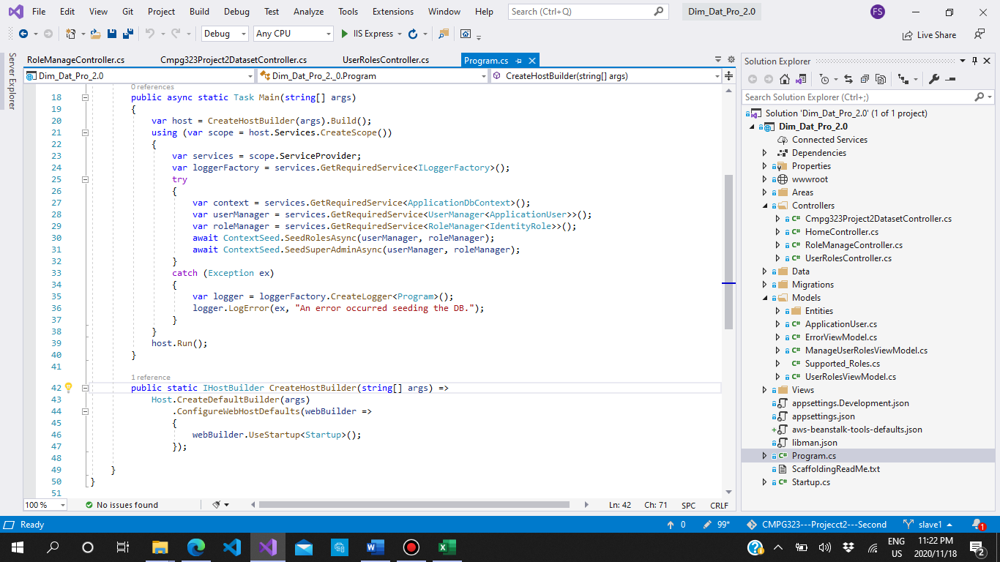 File Edit View Git Project Build Debug Test Analyze Tools Extensions Window Help Search (Ctrl+Q) Dim_Dat_Pro_2.0 FS
Debug Any CPU IIS Express Live Share
Server Explorer
RoleManageController.cs Cmpg323Project2DatasetController.cs UserRolesController.cs Program.cs
Dim_Dat_Pro_2.0 Dim_Dat_Pro_2._0.Program CreateHostBuilder(string[] args)
0 references
18 public async static Task Main(string[] args)
19 {
20 var host = CreateHostBuilder(args).Build();
21 using (var scope = host.Services.CreateScope())
22 {
23 var services = scope.ServiceProvider;
24 var loggerFactory = services.GetRequiredService<ILoggerFactory>();
25 try
26 {
27 var context = services.GetRequiredService<ApplicationDbContext>();
28 var userManager = services.GetRequiredService<UserManager<ApplicationUser>>();
29 var roleManager = services.GetRequiredService<RoleManager<IdentityRole>>();
30 await ContextSeed.SeedRolesAsync(userManager, roleManager);
31 await ContextSeed.SeedSuperAdminAsync(userManager, roleManager);
32 }
33 catch (Exception ex)
34 {
35 var logger = loggerFactory.CreateLogger<Program>();
36 logger.LogError(ex, "An error occurred seeding the DB.");
37 }
38 }
39 host.Run();
40 }
41
1 reference
42 public static IHostBuilder CreateHostBuilder(string[] args) =>
43 Host.CreateDefaultBuilder(args)
44 .ConfigureWebHostDefaults(webBuilder =>
45 {
46 webBuilder.UseStartup<Startup>();
47 });
48
49 }
50 }
51
100 % No issues found Ln: 42 Ch: 71 SPC CRLF
Solution Explorer
Search Solution Explorer (Ctrl+;)
Solution 'Dim_Dat_Pro_2.0' (1 of 1 project)
Dim_Dat_Pro_2.0
Connected Services
Dependencies
Properties
wwwroot
Areas
Controllers
C# Cmpg323Project2DatasetController.cs
C# HomeController.cs
C# RoleManageController.cs
C# UserRolesController.cs
Data
Migrations
Models
Entities
C# ApplicationUser.cs
C# ErrorViewModel.cs
C# ManageUserRolesViewModel.cs
C# Supported_Roles.cs
C# UserRolesViewModel.cs
Views
appsettings.Development.json
appsettings.json
aws-beanstalk-tools-defaults.json
libman.json
C# Program.cs
ScaffoldingReadMe.txt
C# Startup.cs
Ready 0 99* CMPG323---Projecct2---Second slave1 1
ENG 11:22 PM
US 2020/11/18 2